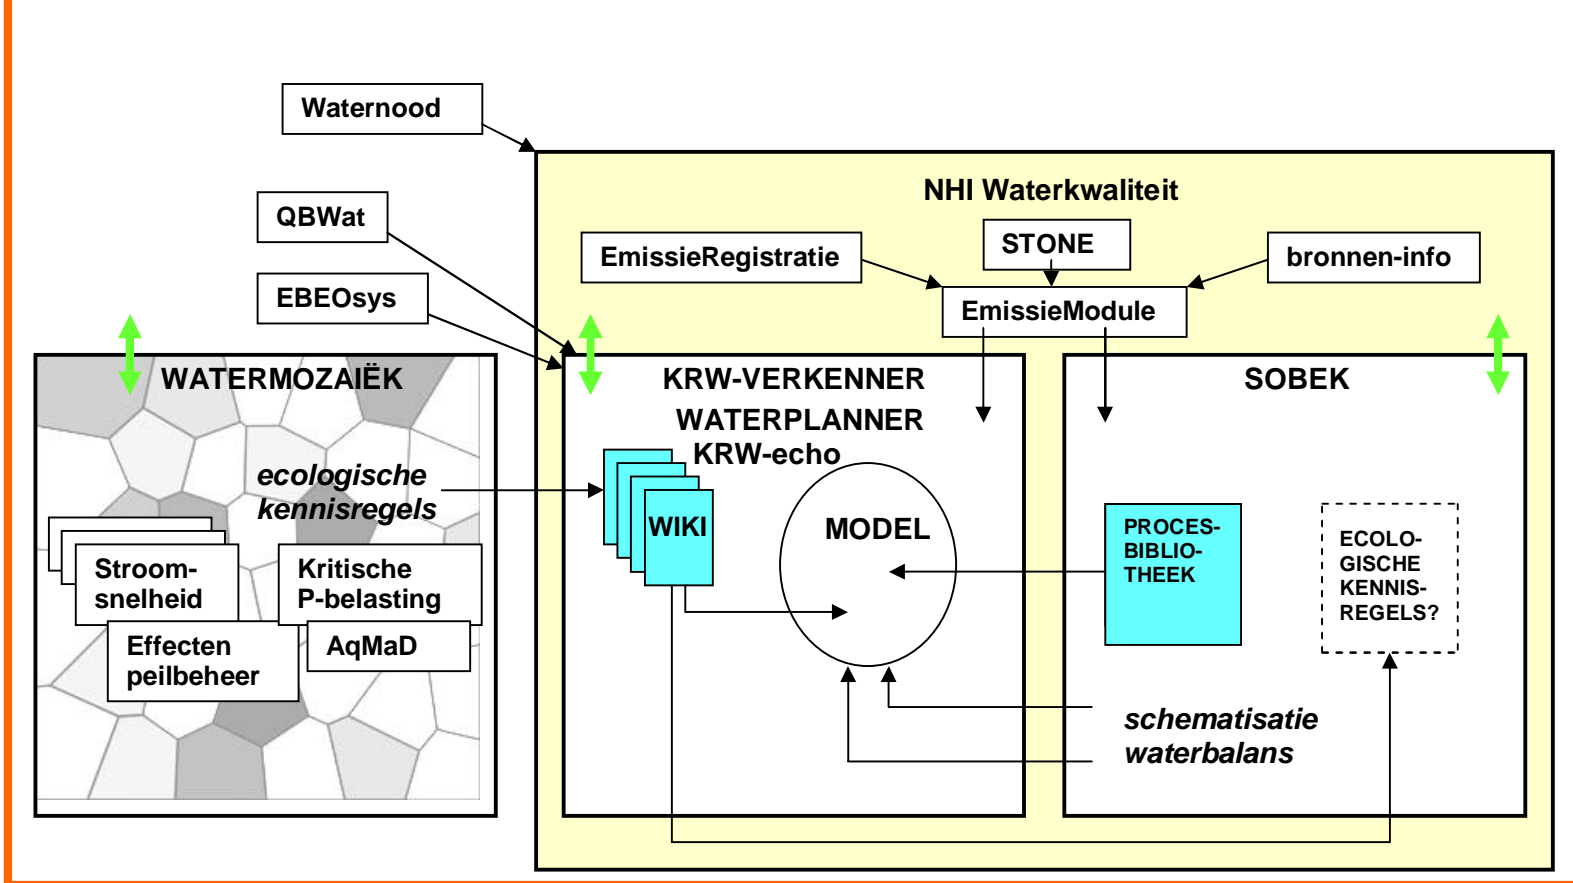 Waternood
NHI Waterkwaliteit
QBWat
EmissieRegistratie
STONE
bronnen-info
EBEOsys
EmissieModule
WATERMOZAIËK
KRW-VERKENNER
WATERPLANNER
KRW-echo
SOBEK
ecologische
kennisregels
WIKI
MODEL
PROCES-
BIBLIO-
THEEK
ECOLO-
GISCHE
KENNIS-
REGELS?
Stroom-
snelheid
Kritische
P-belasting
Effecten
peilbeheer
AqMaD
schematisatie
waterbalans